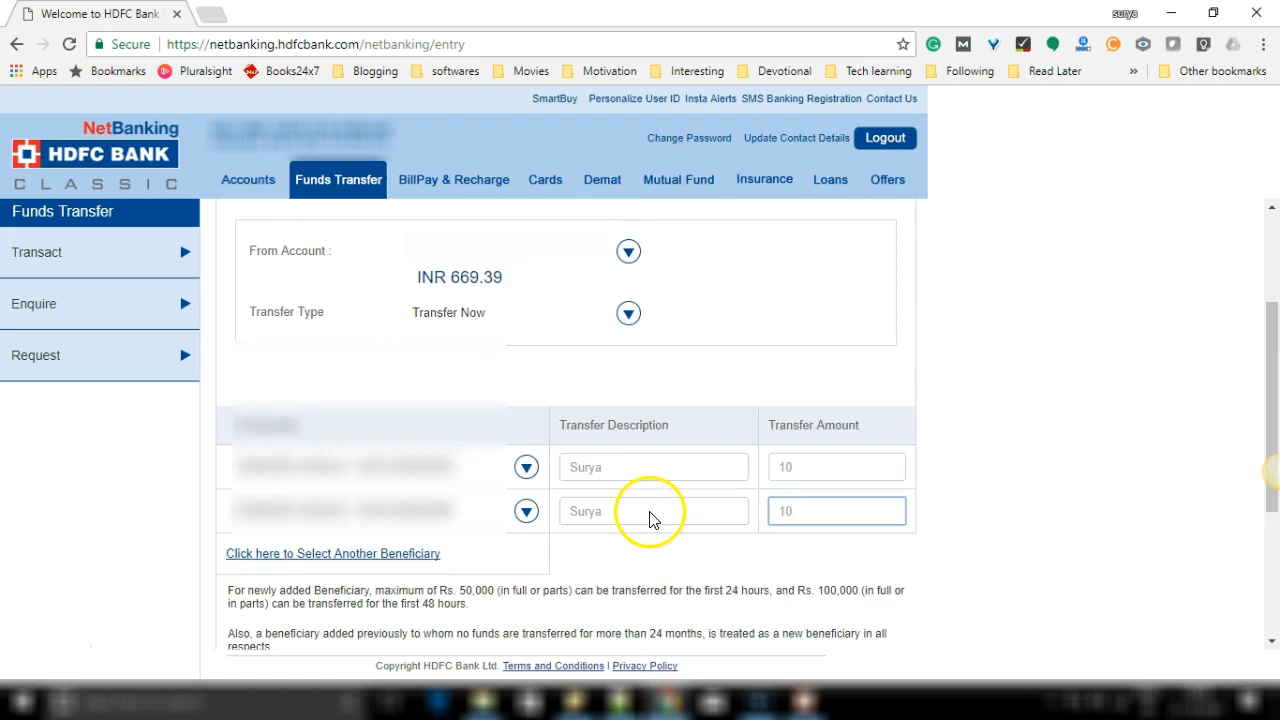 Welcome to HDFC Bank
surya
Secure | https://netbanking.hdfcbank.com/netbanking/entry
Apps Bookmarks Pluralsight Books24x7 Blogging softwares Movies Motivation Interesting Devotional Tech learning Following Read Later » Other bookmarks
SmartBuy Personalize User ID Insta Alerts SMS Banking Registration Contact Us
NetBanking
HDFC BANK
CLASSIC
Change Password Update Contact Details Logout
Accounts Funds Transfer BillPay & Recharge Cards Demat Mutual Fund Insurance Loans Offers
Funds Transfer
Transact
Enquire
Request
From Account :
INR 669.39
Transfer Type Transfer Now
Transfer Description Transfer Amount
Surya 10
Surya 10
Click here to Select Another Beneficiary
For newly added Beneficiary, maximum of Rs. 50,000 (in full or parts) can be transferred for the first 24 hours, and Rs. 100,000 (in full or
in parts) can be transferred for the first 48 hours.
Also, a beneficiary added previously to whom no funds are transferred for more than 24 months, is treated as a new beneficiary in all
respects
Copyright HDFC Bank Ltd. Terms and Conditions | Privacy Policy